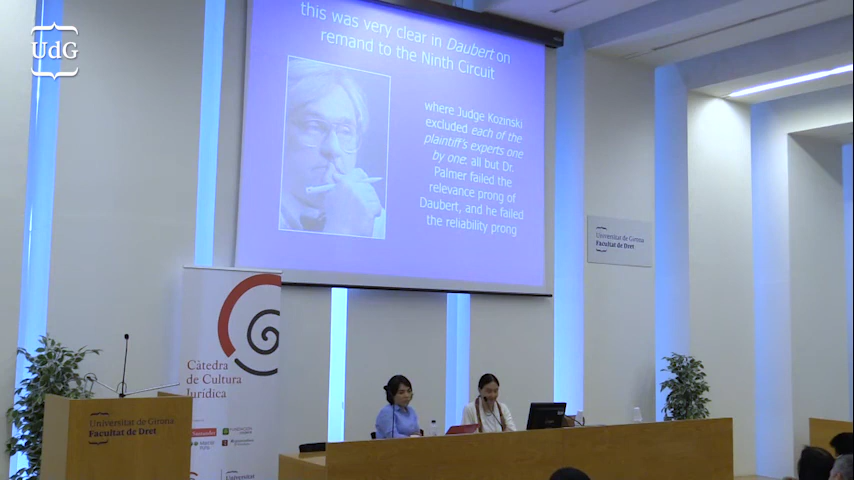 UdG
this was very clear in Daubert on
remand to the Ninth Circuit
where Judge Kozinski
excluded each of the
plaintiff's experts one
by one: all but Dr.
Palmer failed the
relevance prong of
Daubert, and he failed
the reliability prong
Universitat de Girona
Facultat de Dret
Càtedra
de Cultura
Jurídica
Universitat de Girona
Facultat de Dret